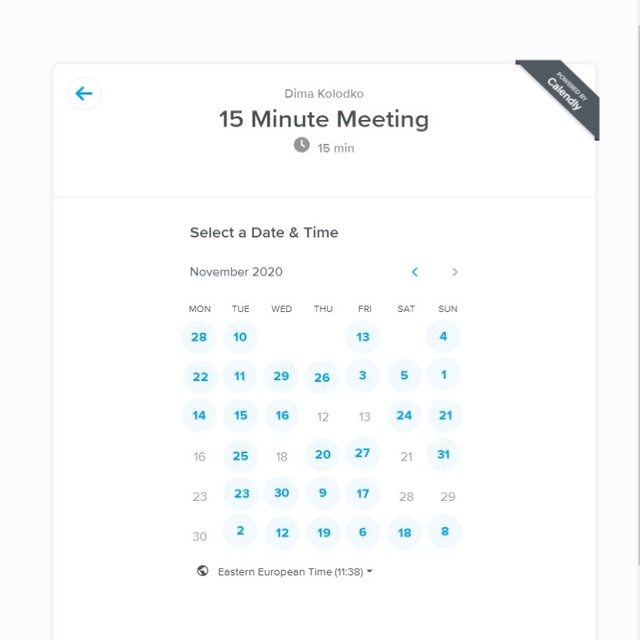 POWERED BY
Calendly
Dima Kolodko
15 Minute Meeting
15 min
Select a Date & Time
November 2020
MON TUE WED THU FRI SAT SUN
28 10 13 4
22 11 29 26 3 5 1
14 15 16 12 13 24 21
16 25 18 20 27 21 31
23 23 30 9 17 28 29
30 2 12 19 6 18 8
Eastern European Time (11:38)